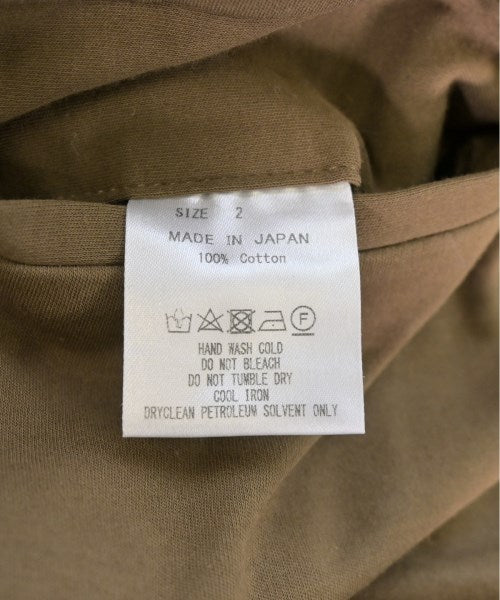 SIZE 2
MADE IN JAPAN
100% Cotton
F
HAND WASH COLD
DO NOT BLEACH
DO NOT TUMBLE DRY
COOL IRON
DRYCLEAN PETROLEUM SOLVENT ONLY